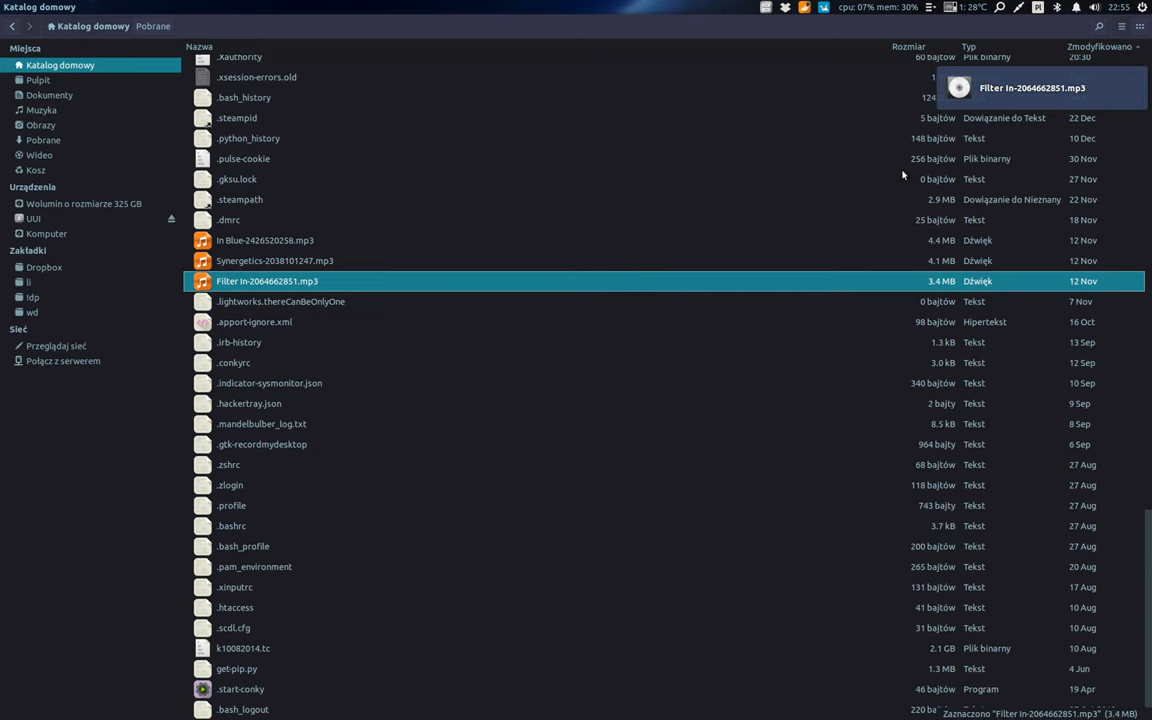 Katalog domowy
cpu: 07% mem: 30%
1: 28°C
Pl
22:55
Katalog domowy
Pobrane
Miejsca
Katalog domowy
Pulpit
Dokumenty
Muzyka
Obrazy
Pobrane
Wideo
Kosz
Urządzenia
Wolumin o rozmiarze 325 GB
UUI
Komputer
Zakładki
Dropbox
li
!dp
wd
Sieć
Przeglądaj sieć
Połącz z serwerem
Nazwa Rozmiar Typ Zmodyfikowano
.Xauthority 60 bajtów Plik binarny 20:30
.xsession-errors.old
Filter In-2064662851.mp3
.bash_history
.steampid 5 bajtów Dowiązanie do Tekst 22 Dec
.python_history 148 bajtów Tekst 10 Dec
.pulse-cookie 256 bajtów Plik binarny 30 Nov
.gksu.lock 0 bajtów Tekst 27 Nov
.steampath 2.9 MB Dowiązanie do Nieznany 22 Nov
.dmrc 25 bajtów Tekst 18 Nov
In Blue-2426520258.mp3 4.4 MB Dźwięk 12 Nov
Synergetics-2038101247.mp3 4.1 MB Dźwięk 12 Nov
Filter In-2064662851.mp3 3.4 MB Dźwięk 12 Nov
.lightworks.thereCanBeOnlyOne 0 bajtów Tekst 7 Nov
.apport-ignore.xml 98 bajtów Hipertekst 16 Oct
.irb-history 1.3 kB Tekst 13 Sep
.conkyrc 3.0 kB Tekst 12 Sep
.indicator-sysmonitor.json 340 bajtów Tekst 10 Sep
.hackertray.json 2 bajty Tekst 9 Sep
.mandelbulber_log.txt 8.5 kB Tekst 8 Sep
.gtk-recordmydesktop 964 bajty Tekst 6 Sep
.zshrc 68 bajtów Tekst 27 Aug
.zlogin 118 bajtów Tekst 27 Aug
.profile 743 bajty Tekst 27 Aug
.bashrc 3.7 kB Tekst 27 Aug
.bash_profile 200 bajtów Tekst 27 Aug
.pam_environment 265 bajtów Tekst 20 Aug
.xinputrc 131 bajtów Tekst 17 Aug
.htaccess 41 bajtów Tekst 10 Aug
.scdl.cfg 31 bajtów Tekst 10 Aug
k10082014.tc 2.1 GB Plik binarny 10 Aug
get-pip.py 1.3 MB Tekst 4 Jun
.start-conky 46 bajtów Program 19 Apr
.bash_logout 220
Zaznaczono "Filter In-2064662851.mp3" (3.4 MB)